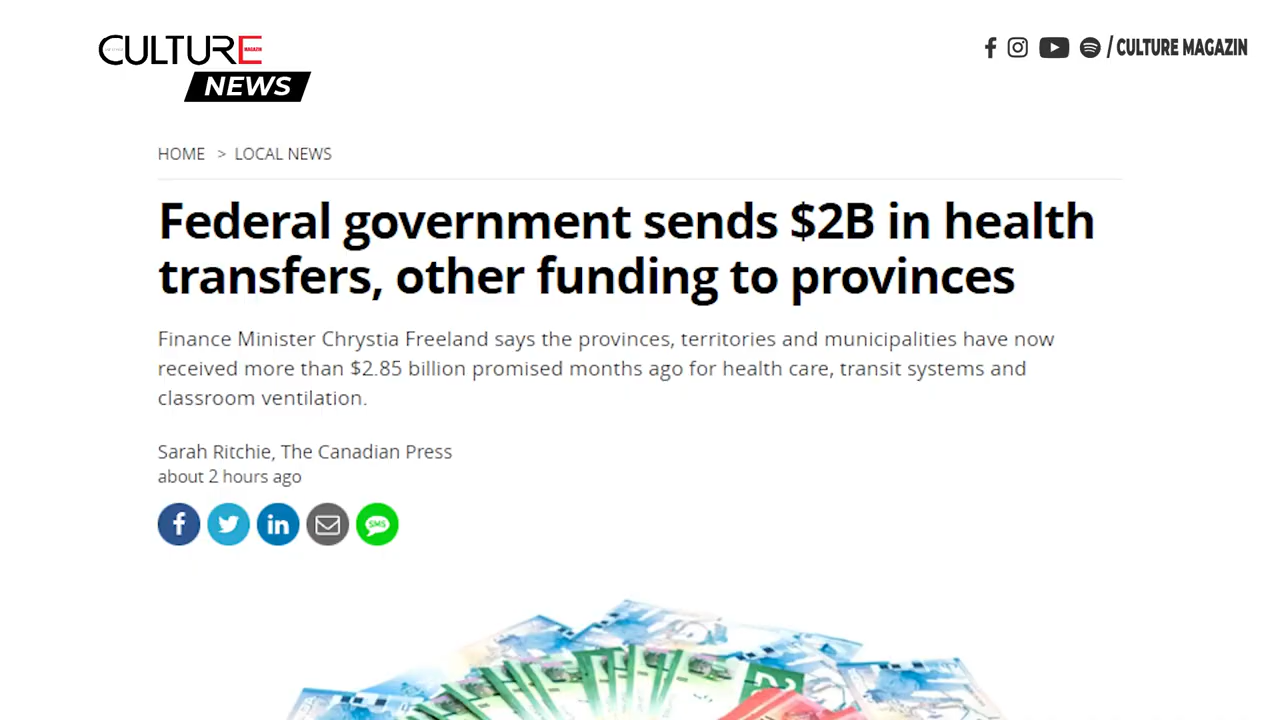 CULTURE
MAGAZIN
NEWS
/ CULTURE MAGAZIN
HOME > LOCAL NEWS
Federal government sends $2B in health
transfers, other funding to provinces
Finance Minister Chrystia Freeland says the provinces, territories and municipalities have now
received more than $2.85 billion promised months ago for health care, transit systems and
classroom ventilation.
Sarah Ritchie, The Canadian Press
about 2 hours ago
SMS